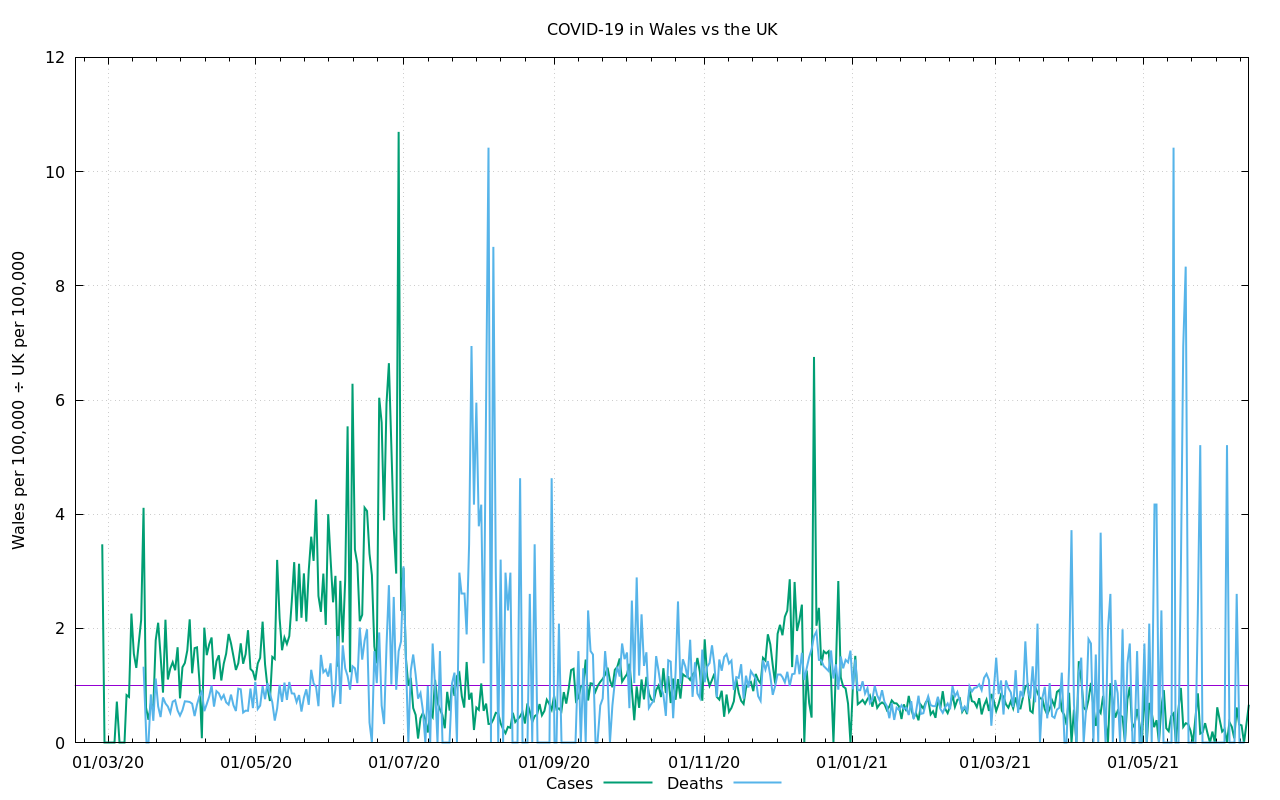 COVID-19 in Wales vs the UK
12
10
8
6
4
2
0
Wales per 100,000 ÷ UK per 100,000
01/03/20 01/05/20 01/07/20 01/09/20 01/11/20 01/01/21 01/03/21 01/05/21
Cases Deaths